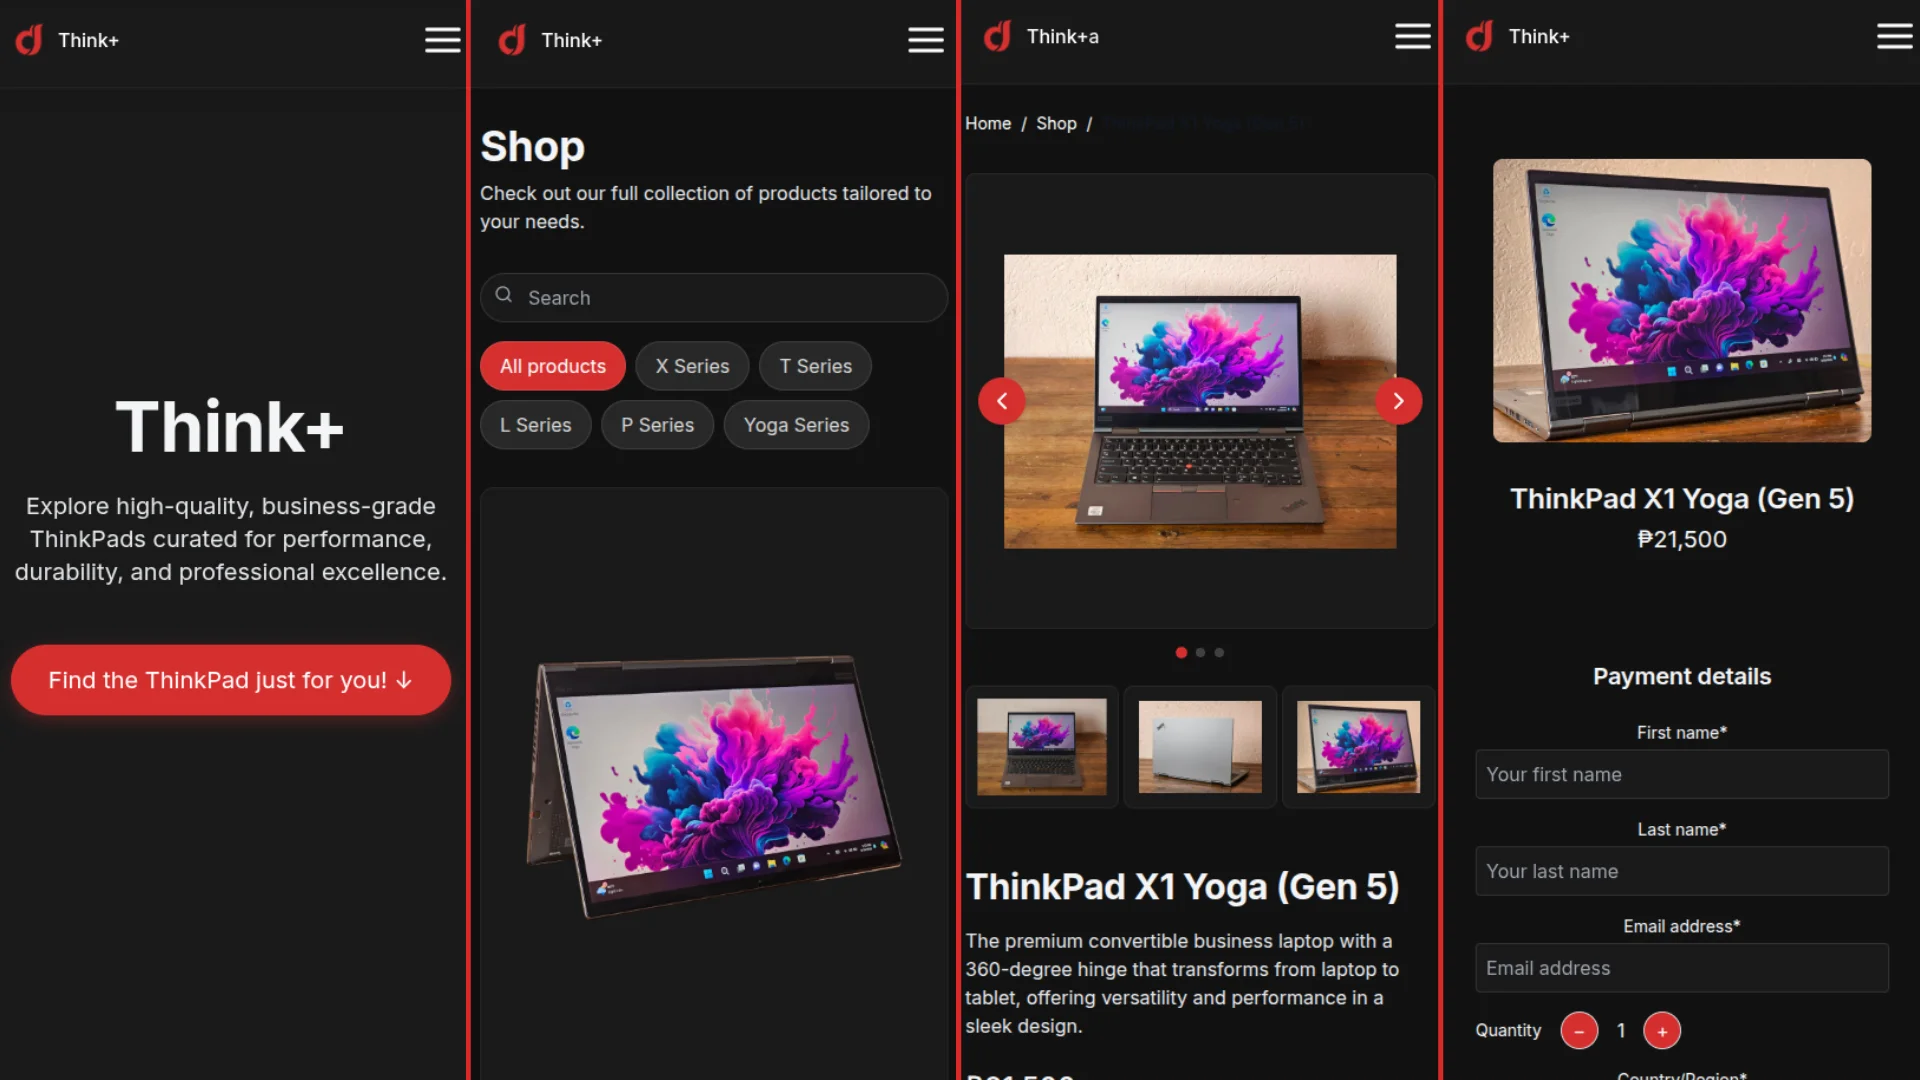 Think+
Think+
Explore high-quality, business-grade
ThinkPads curated for performance,
durability, and professional excellence.
Find the ThinkPad just for you! ↓
Think+
Shop
Check out our full collection of products tailored to
your needs.
Search
All products
X Series
T Series
L Series
P Series
Yoga Series
Think+a
Home / Shop /
ThinkPad X1 Yoga (Gen 5)
The premium convertible business laptop with a
360-degree hinge that transforms from laptop to
tablet, offering versatility and performance in a
sleek design.
Think+
ThinkPad X1 Yoga (Gen 5)
₱21,500
Payment details
First name*
Your first name
Last name*
Your last name
Email address*
Email address
Quantity - 1 +
Country/Region*